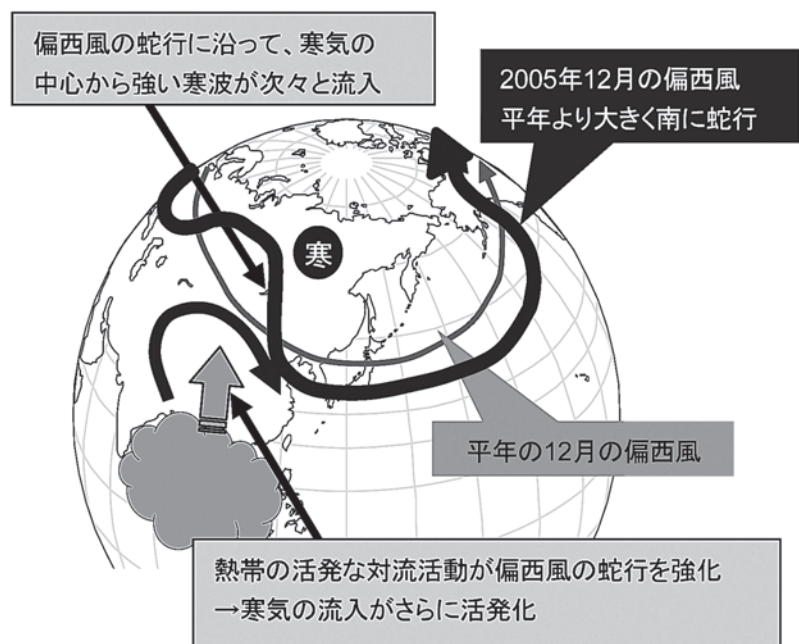 偏西風の蛇行に沿って、寒気の
中心から強い寒波が次々と流入
2005年12月の偏西風
平年より大きく南に蛇行
寒
平年の12月の偏西風
熱帯の活発な対流活動が偏西風の蛇行を強化
→寒気の流入がさらに活発化